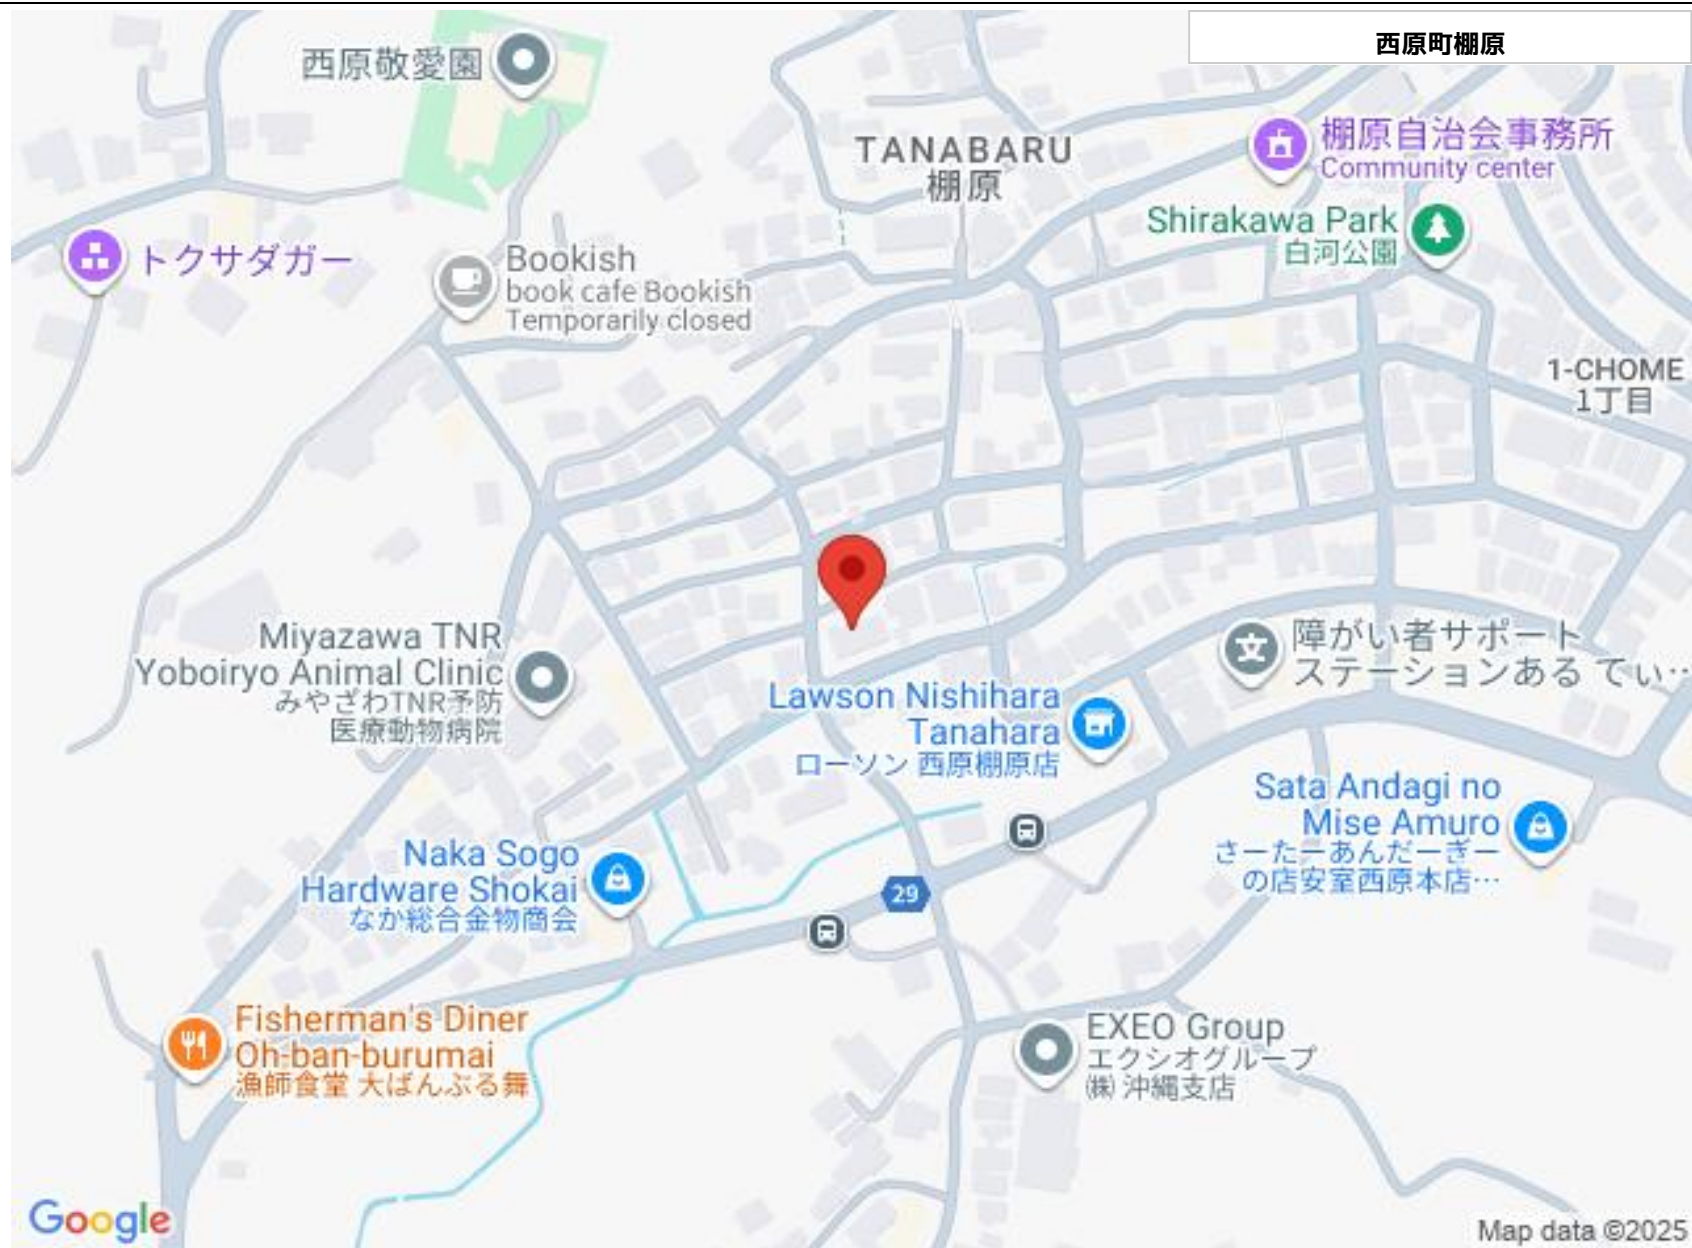 西原町棚原
西原敬愛園
TANABARU
棚原
棚原自治会事務所
Community center
Shirakawa Park
白河公園
トクサダガー
Bookish
book cafe Bookish
Temporarily closed
1-CHOME
1丁目
Miyazawa TNR
Yoboiryo Animal Clinic
みやざわTNR予防
医療動物病院
障がい者サポート
ステーションある てぃ…
Lawson Nishihara
Tanahara
ローソン 西原棚原店
Sata Andagi no
Mise Amuro
さーたーあんだーぎー
の店安室西原本店…
Naka Sogo
Hardware Shokai
なか総合金物商会
29
Fisherman's Diner
Oh-ban-burumai
漁師食堂 大ばんぶる舞
EXEO Group
エクシオグループ
㈱ 沖縄支店
Google
Map data ©2025